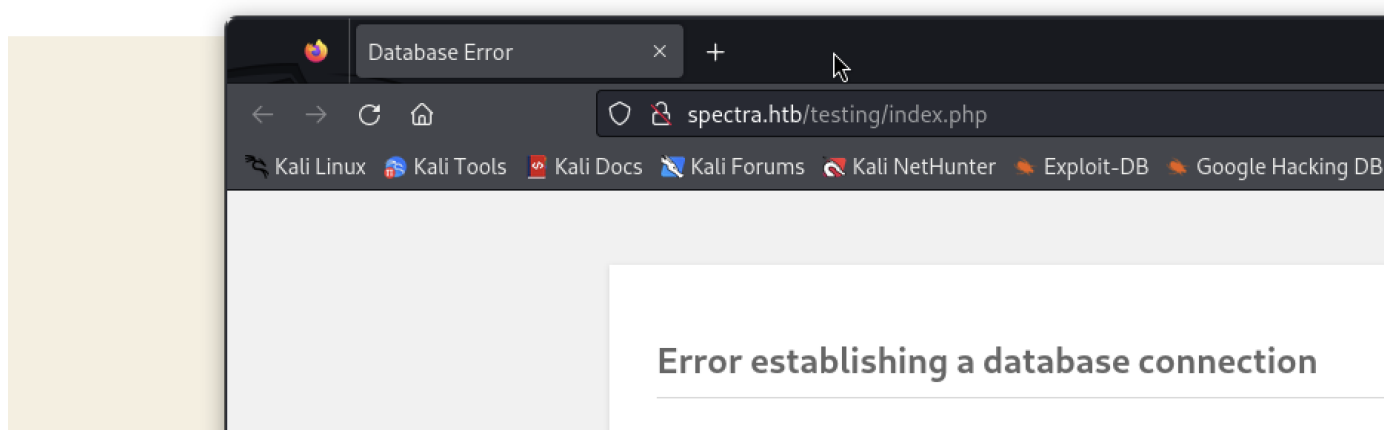 Database Error
spectra.htb/testing/index.php
Kali Linux Kali Tools Kali Docs Kali Forums Kali NetHunter Exploit-DB Google Hacking DB
Error establishing a database connection